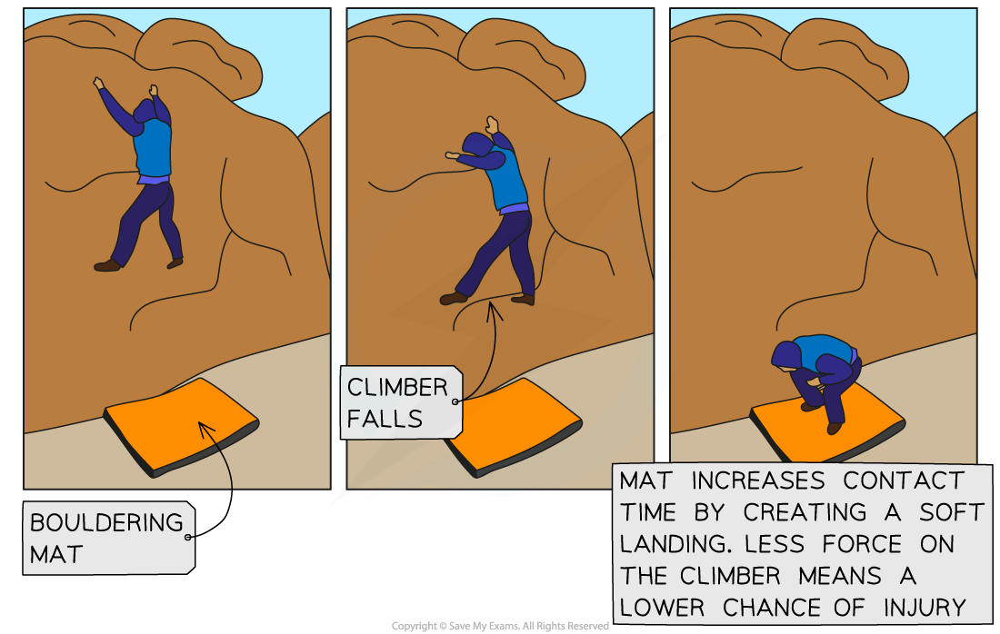 CLIMBER
FALLS
BOULDERING
MAT
MAT INCREASES CONTACT
TIME BY CREATING A SOFT
LANDING. LESS FORCE ON
THE CLIMBER MEANS A
LOWER CHANCE OF INJURY
Copyright © Save My Exams. All Rights Reserved